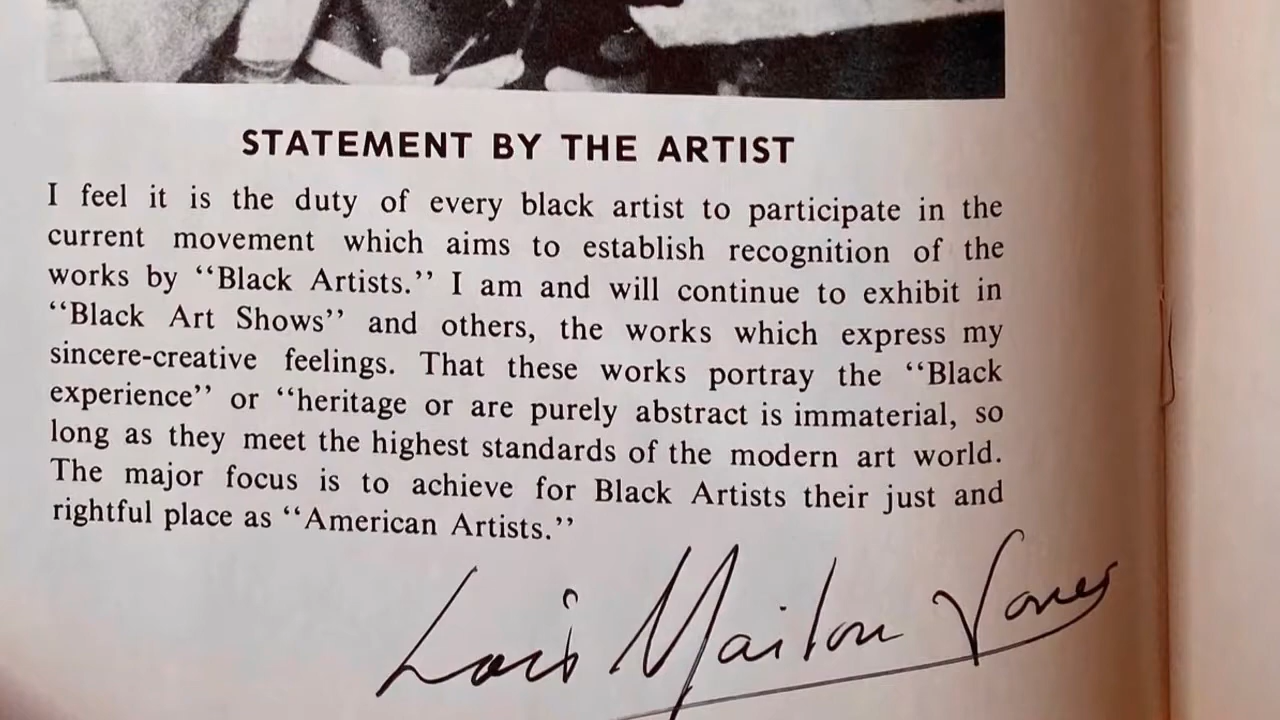 STATEMENT BY THE ARTIST
I feel it is the duty of every black artist to participate in the
current movement which aims to establish recognition of the
works by “Black Artists.” I am and will continue to exhibit in
“Black Art Shows” and others, the works which express my
sincere-creative feelings. That these works portray the “Black
experience” or “heritage or are purely abstract is immaterial, so
long as they meet the highest standards of the modern art world.
The major focus is to achieve for Black Artists their just and
rightful place as “American Artists.”
Lois Mailou Jones